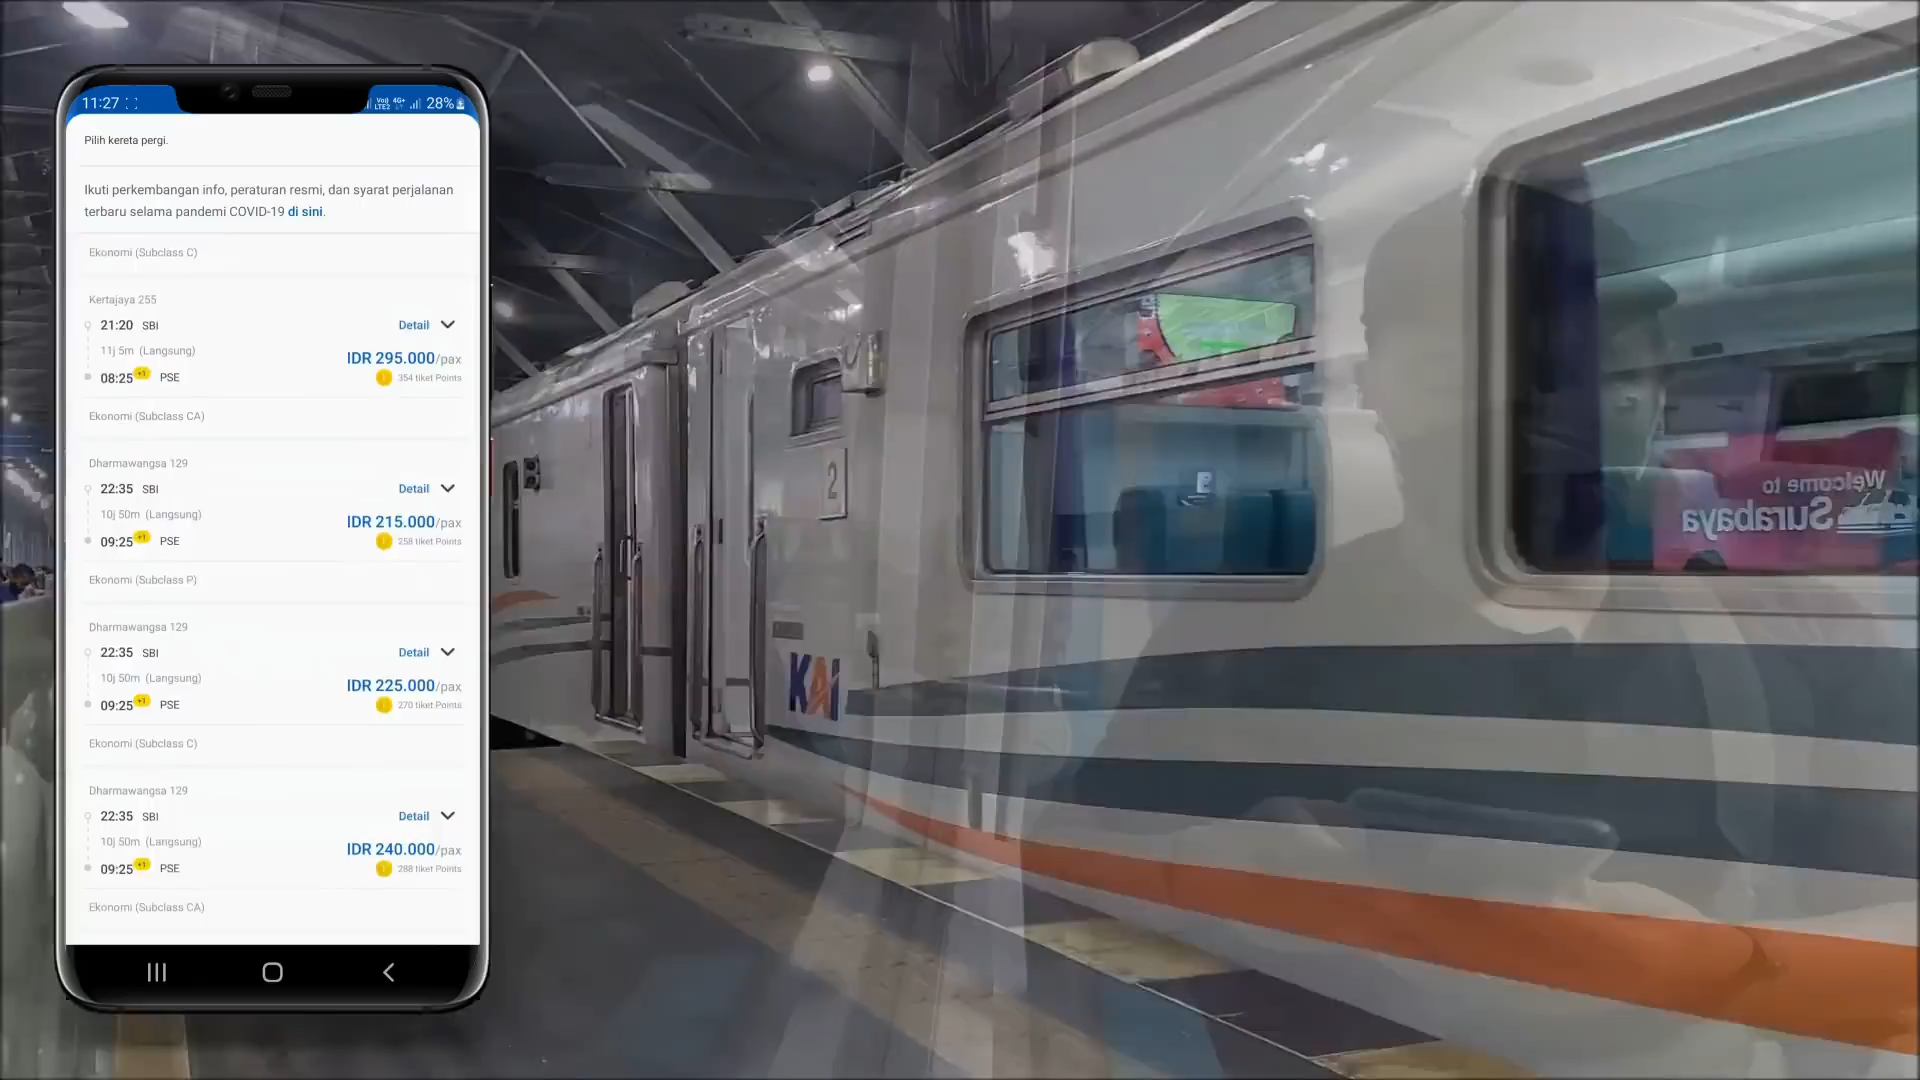 11:27
28%
Pilih kereta pergi.
Ikuti perkembangan info, peraturan resmi, dan syarat perjalanan
terbaru selama pandemi COVID-19 di sini.
Ekonomi (Subclass C)
Kertajaya 255
21:20 SBI
Detail
11j 5m (Langsung)
IDR 295.000/pax
08:25 +1 PSE
354 tiket Points
Ekonomi (Subclass CA)
Dharmawangsa 129
22:35 SBI
Detail
10j 50m (Langsung)
IDR 215.000/pax
09:25 +1 PSE
258 tiket Points
Ekonomi (Subclass P)
Dharmawangsa 129
22:35 SBI
Detail
10j 50m (Langsung)
IDR 225.000/pax
09:25 +1 PSE
270 tiket Points
Ekonomi (Subclass C)
Dharmawangsa 129
22:35 SBI
Detail
10j 50m (Langsung)
IDR 240.000/pax
09:25 +1 PSE
288 tiket Points
Ekonomi (Subclass CA)
2
KAI
Welcome to
Surabaya